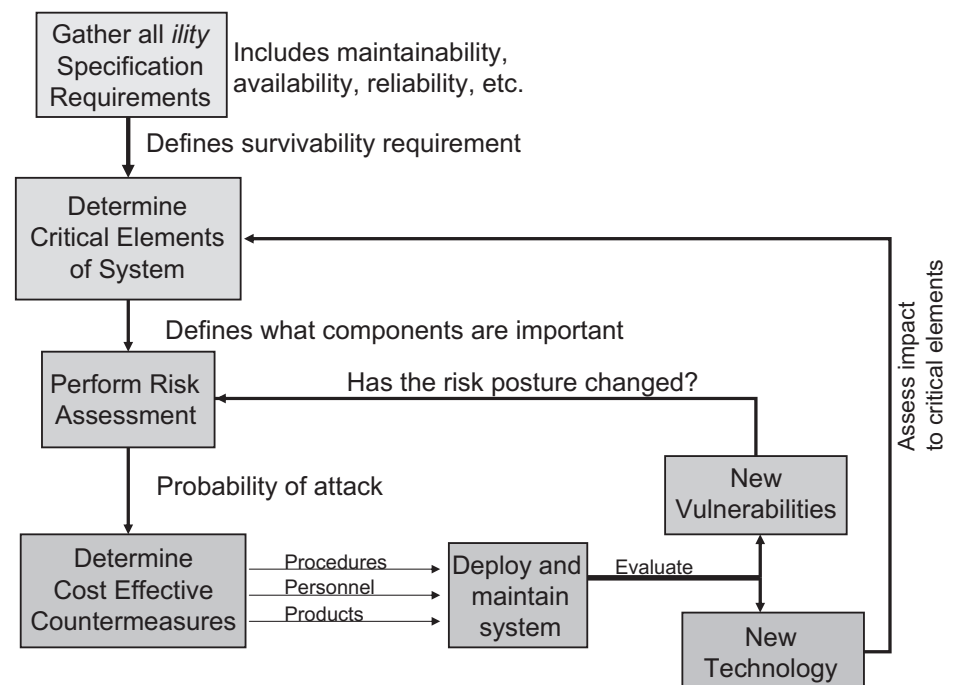 Gather all ility
Specification
Requirements
Includes maintainability,
availability, reliability, etc.
Defines survivability requirement
Determine
Critical Elements
of System
Defines what components are important
Perform Risk
Assessment
Has the risk posture changed?
Assess impact
to critical elements
Probability of attack
New
Vulnerabilities
Determine
Cost Effective
Countermeasures
Procedures
Personnel
Products
Deploy and
maintain
system
Evaluate
New
Technology